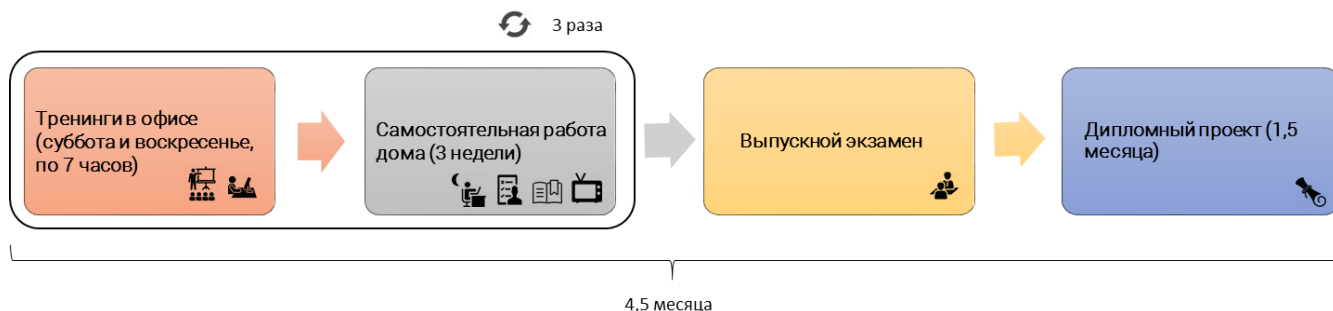 3 раза
Тренинги в офисе
(суббота и воскресенье,
по 7 часов)
Самостоятельная работа
дома (3 недели)
Выпускной экзамен
Дипломный проект (1,5
месяца)
4,5 месяца